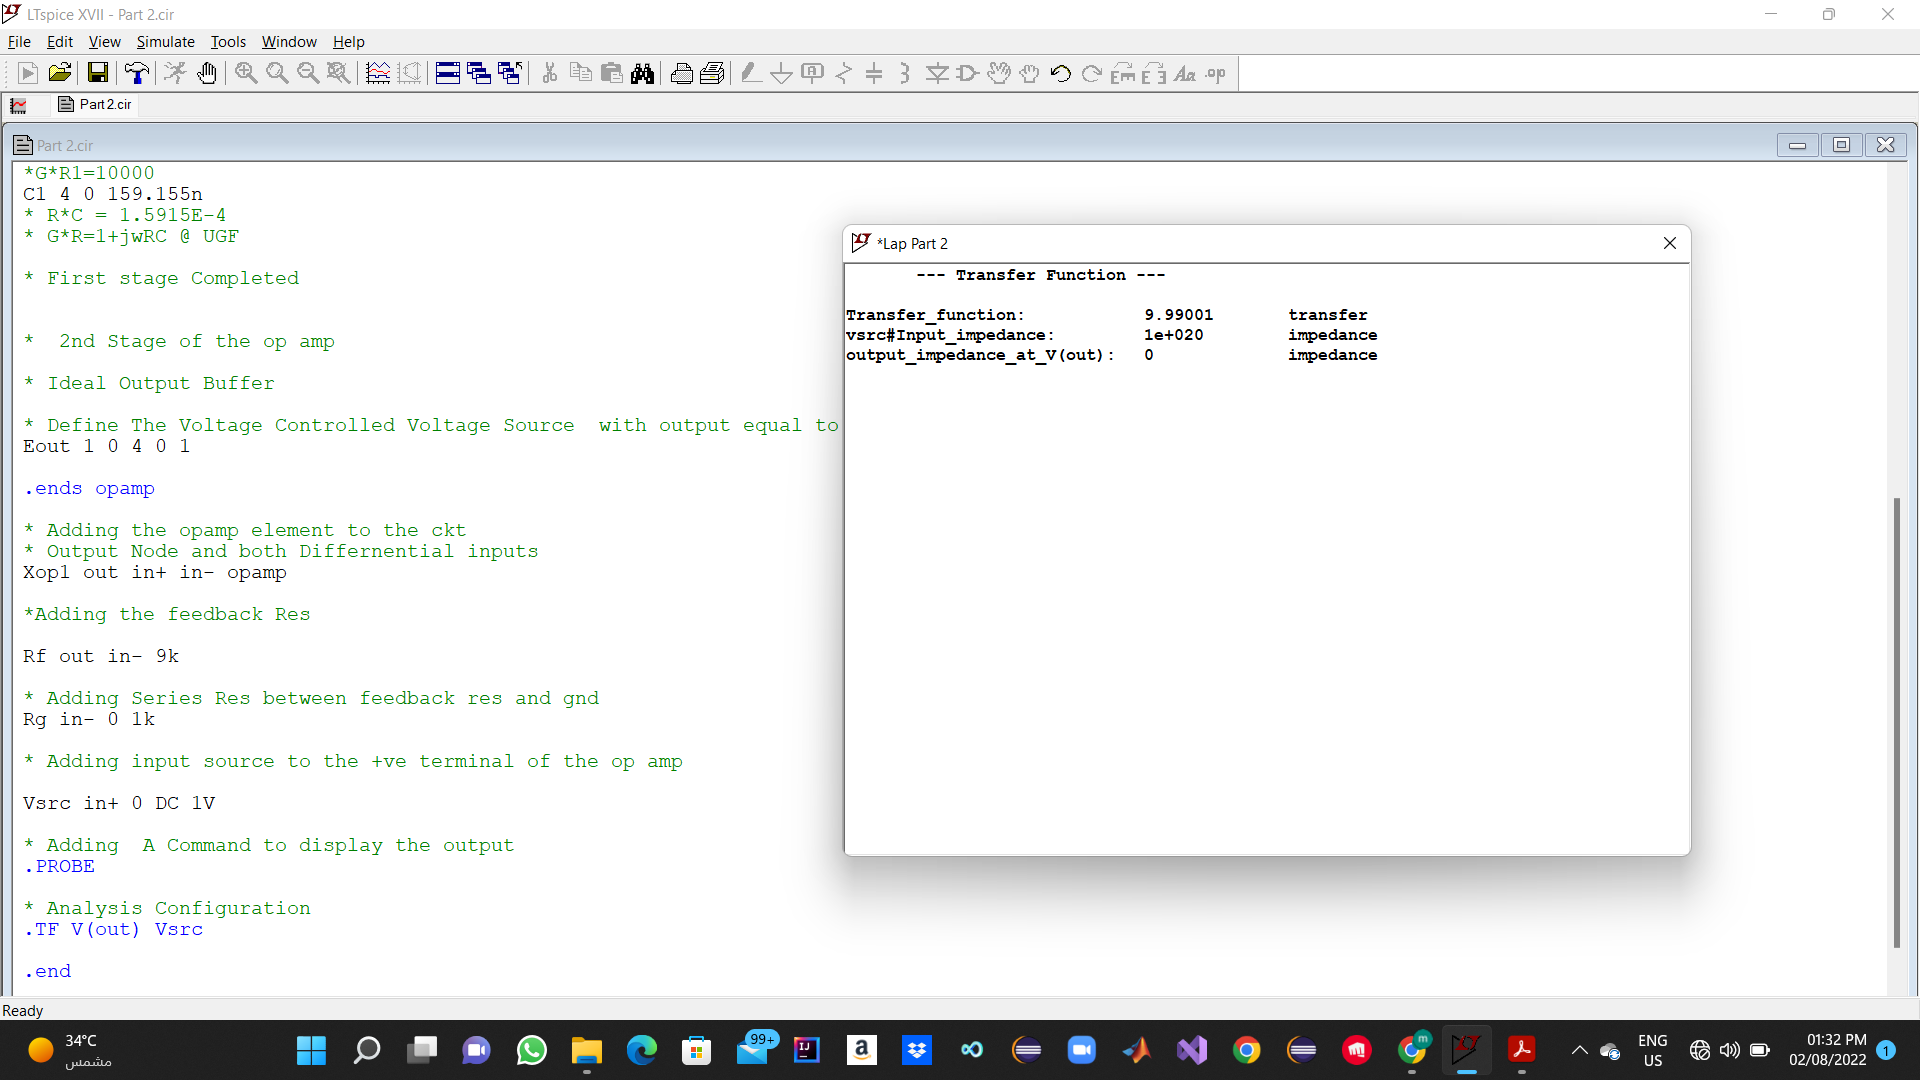 LTspice XVII - Part 2.cir
File Edit View Simulate Tools Window Help
Part2.cir
Part 2.cir
*G*R1=10000
C1 4 0 159.155n
* R*C = 1.5915E-4
* G*R=1+jwRC @ UGF
* First stage Completed
*  2nd Stage of the op amp
* Ideal Output Buffer
* Define The Voltage Controlled Voltage Source  with output equal to
Eout 1 0 4 0 1
.ends opamp
* Adding the opamp element to the ckt
* Output Node and both Differnential inputs
Xop1 out in+ in- opamp
*Adding the feedback Res
Rf out in- 9k
* Adding Series Res between feedback res and gnd
Rg in- 0 1k
* Adding input source to the +ve terminal of the op amp
Vsrc in+ 0 DC 1V
* Adding  A Command to display the output
.PROBE
* Analysis Configuration
.TF V(out) Vsrc
.end
*Lap Part 2
--- Transfer Function ---
Transfer_function: 9.99001 transfer
vsrc#Input_impedance: 1e+020 impedance
output_impedance_at_V(out): 0 impedance
Ready
34°C
مشمس
99+
ENG
US
01:32 PM
02/08/2022
1